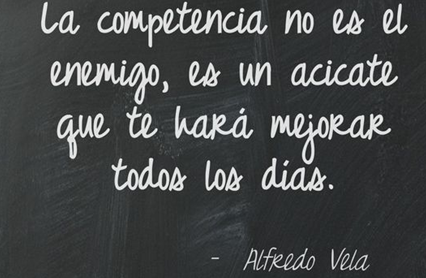 La competencia no es el
enemigo, es un acicate
que te hará mejorar
todos los días.
- Alfredo Vela